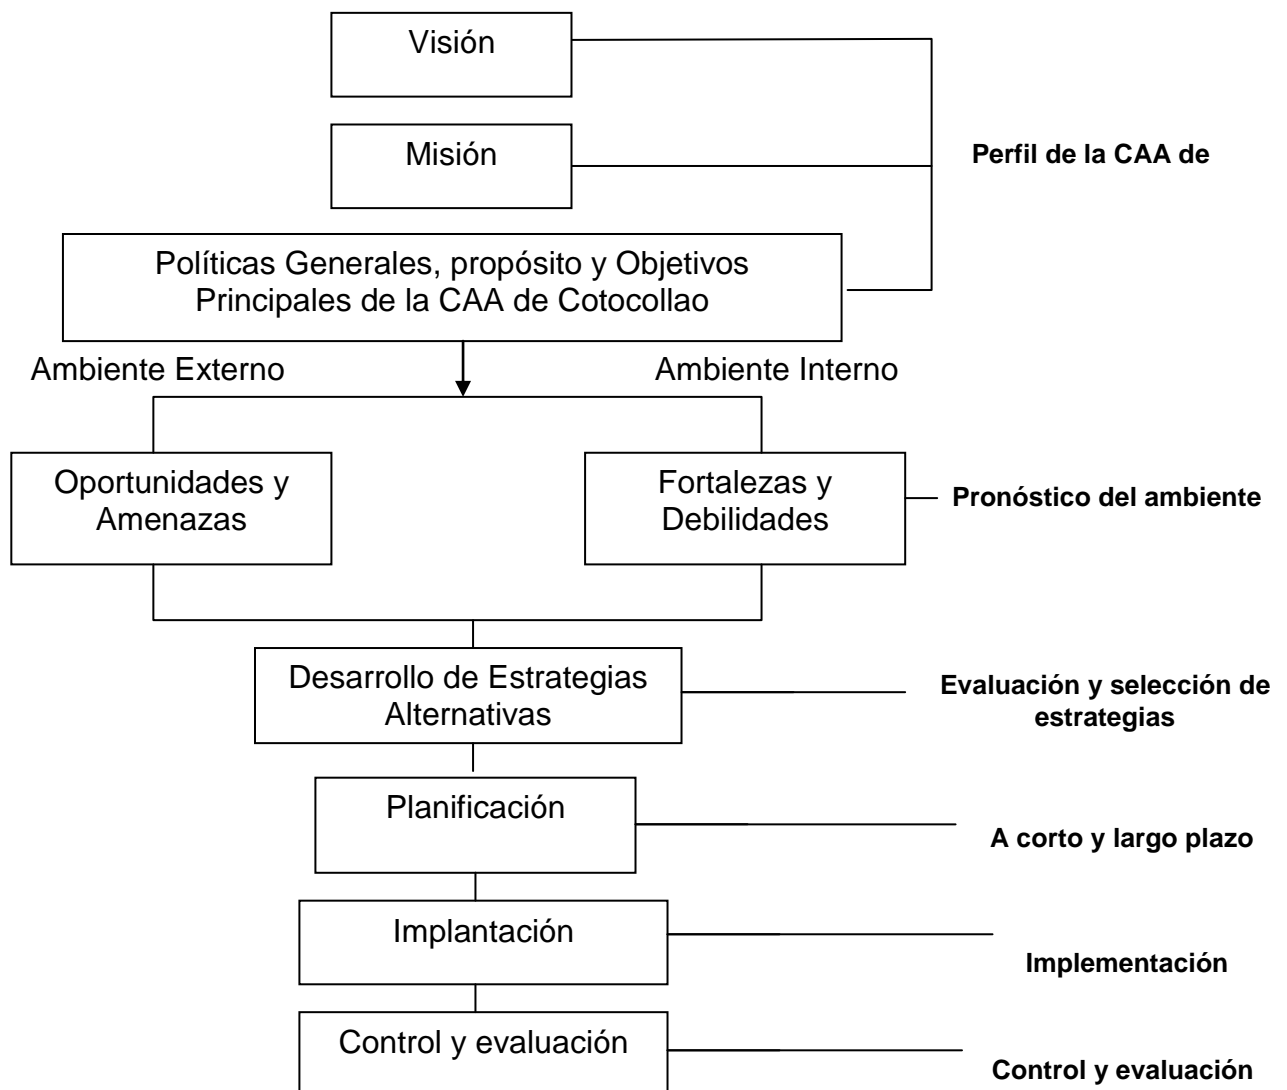 Visión
Misión
Perfil de la CAA de
Políticas Generales, propósito y Objetivos
Principales de la CAA de Cotocollao
Ambiente Externo
Ambiente Interno
Oportunidades y
Amenazas
Fortalezas y
Debilidades
Pronóstico del ambiente
Desarrollo de Estrategias
Alternativas
Evaluación y selección de
estrategias
Planificación
A corto y largo plazo
Implantación
Implementación
Control y evaluación
Control y evaluación